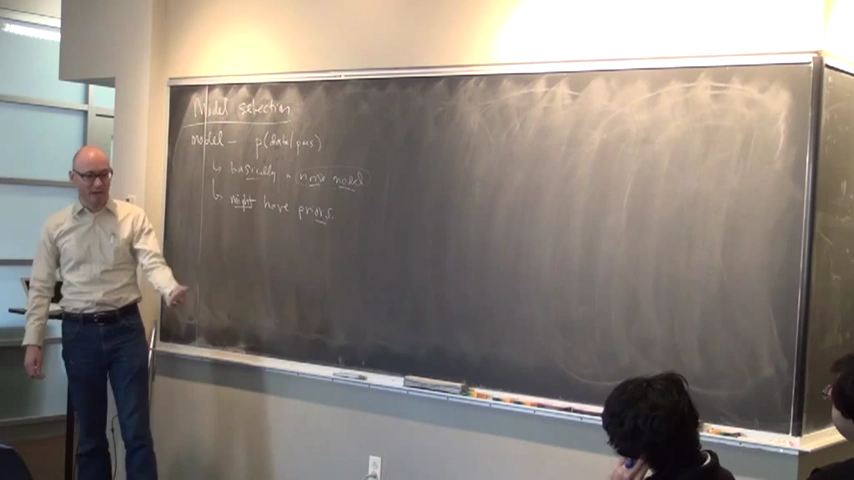 Model selection
model — p(data|pars)
↳ basically a noise model
↳ might have priors.